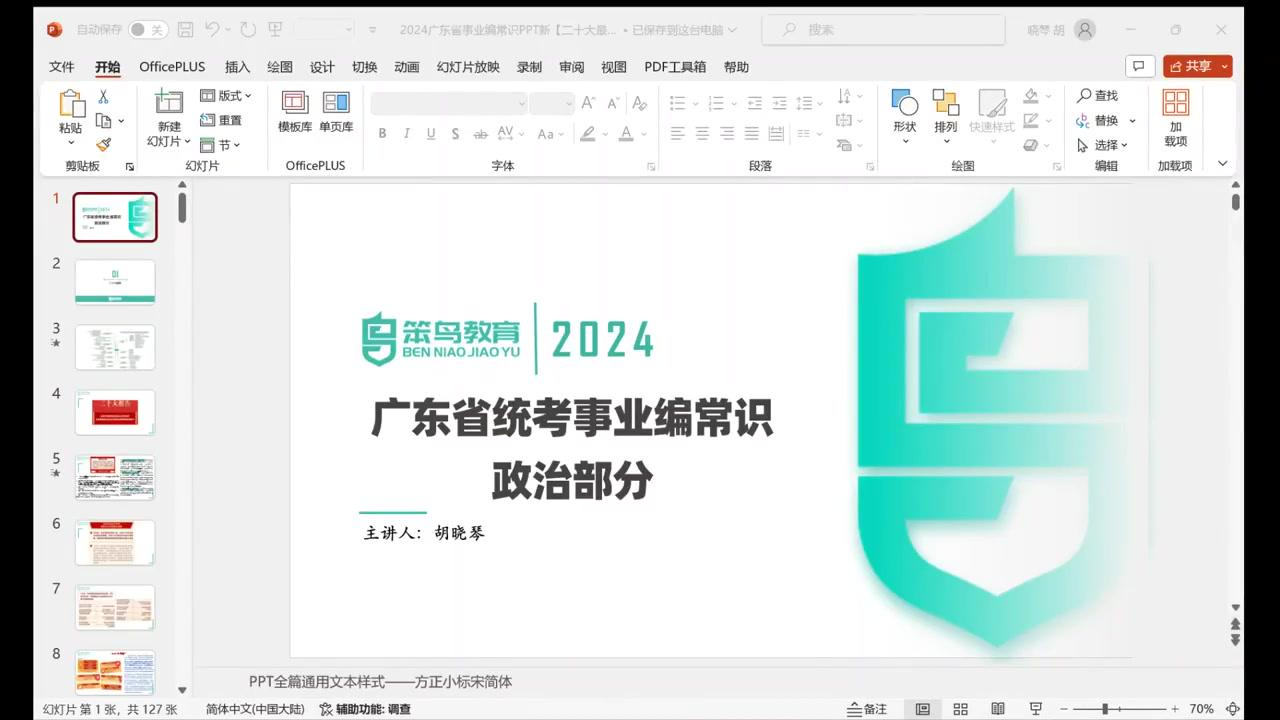 自动保存 关 2024广东省事业编常识PPT新【二十大最... • 已保存到这台电脑 搜索 晓琴 胡
文件 开始 OfficePLUS 插入 绘图 设计 切换 动画 幻灯片放映 录制 审阅 视图 PDF工具箱 帮助 共享
粘贴 新建 幻灯片 版式 重置 节 模板库 单页库 形状 排列 快速样式 查找 替换 选择 加载项
剪贴板 幻灯片 OfficePLUS 字体 段落 绘图 编辑 加载项
1
2
3
4
5
6
7
8
笨鸟教育 2024
BEN NIAO JIAO YU
广东省统考事业编常识
政治部分
主讲人：胡晓琴
PPT全篇通用文本样式——方正小标宋简体
幻灯片 第 1 张，共 127 张 简体中文(中国大陆) 辅助功能: 调查 备注 70%